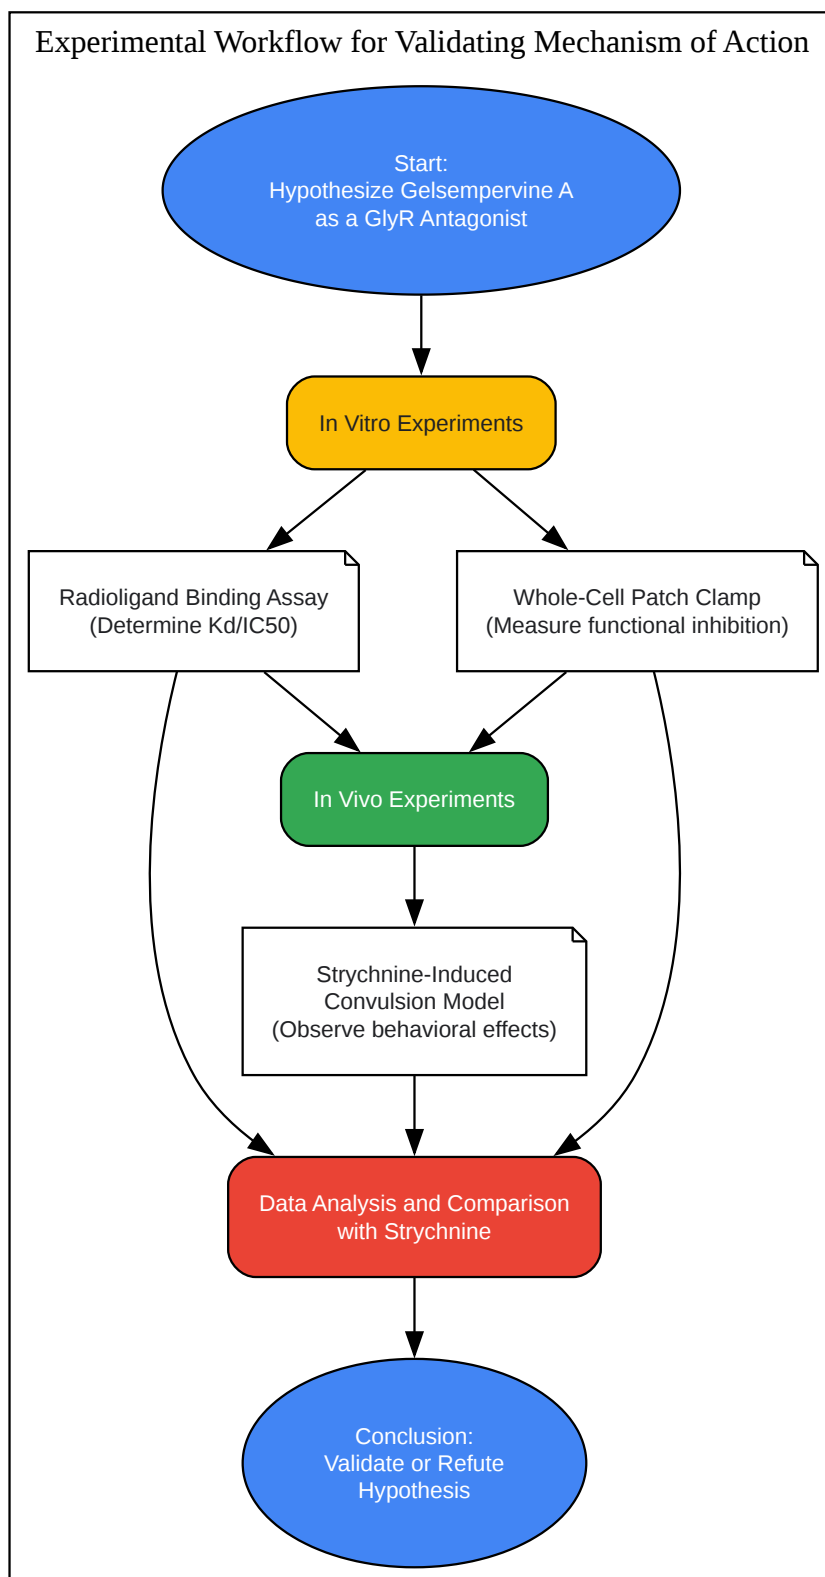 Experimental Workflow for Validating Mechanism of Action
Start:
Hypothesize Gelsempervine A
as a GlyR Antagonist
In Vitro Experiments
Radioligand Binding Assay
(Determine Kd/IC50)
Whole-Cell Patch Clamp
(Measure functional inhibition)
In Vivo Experiments
Strychnine-Induced
Convulsion Model
(Observe behavioral effects)
Data Analysis and Comparison
with Strychnine
Conclusion:
Validate or Refute
Hypothesis